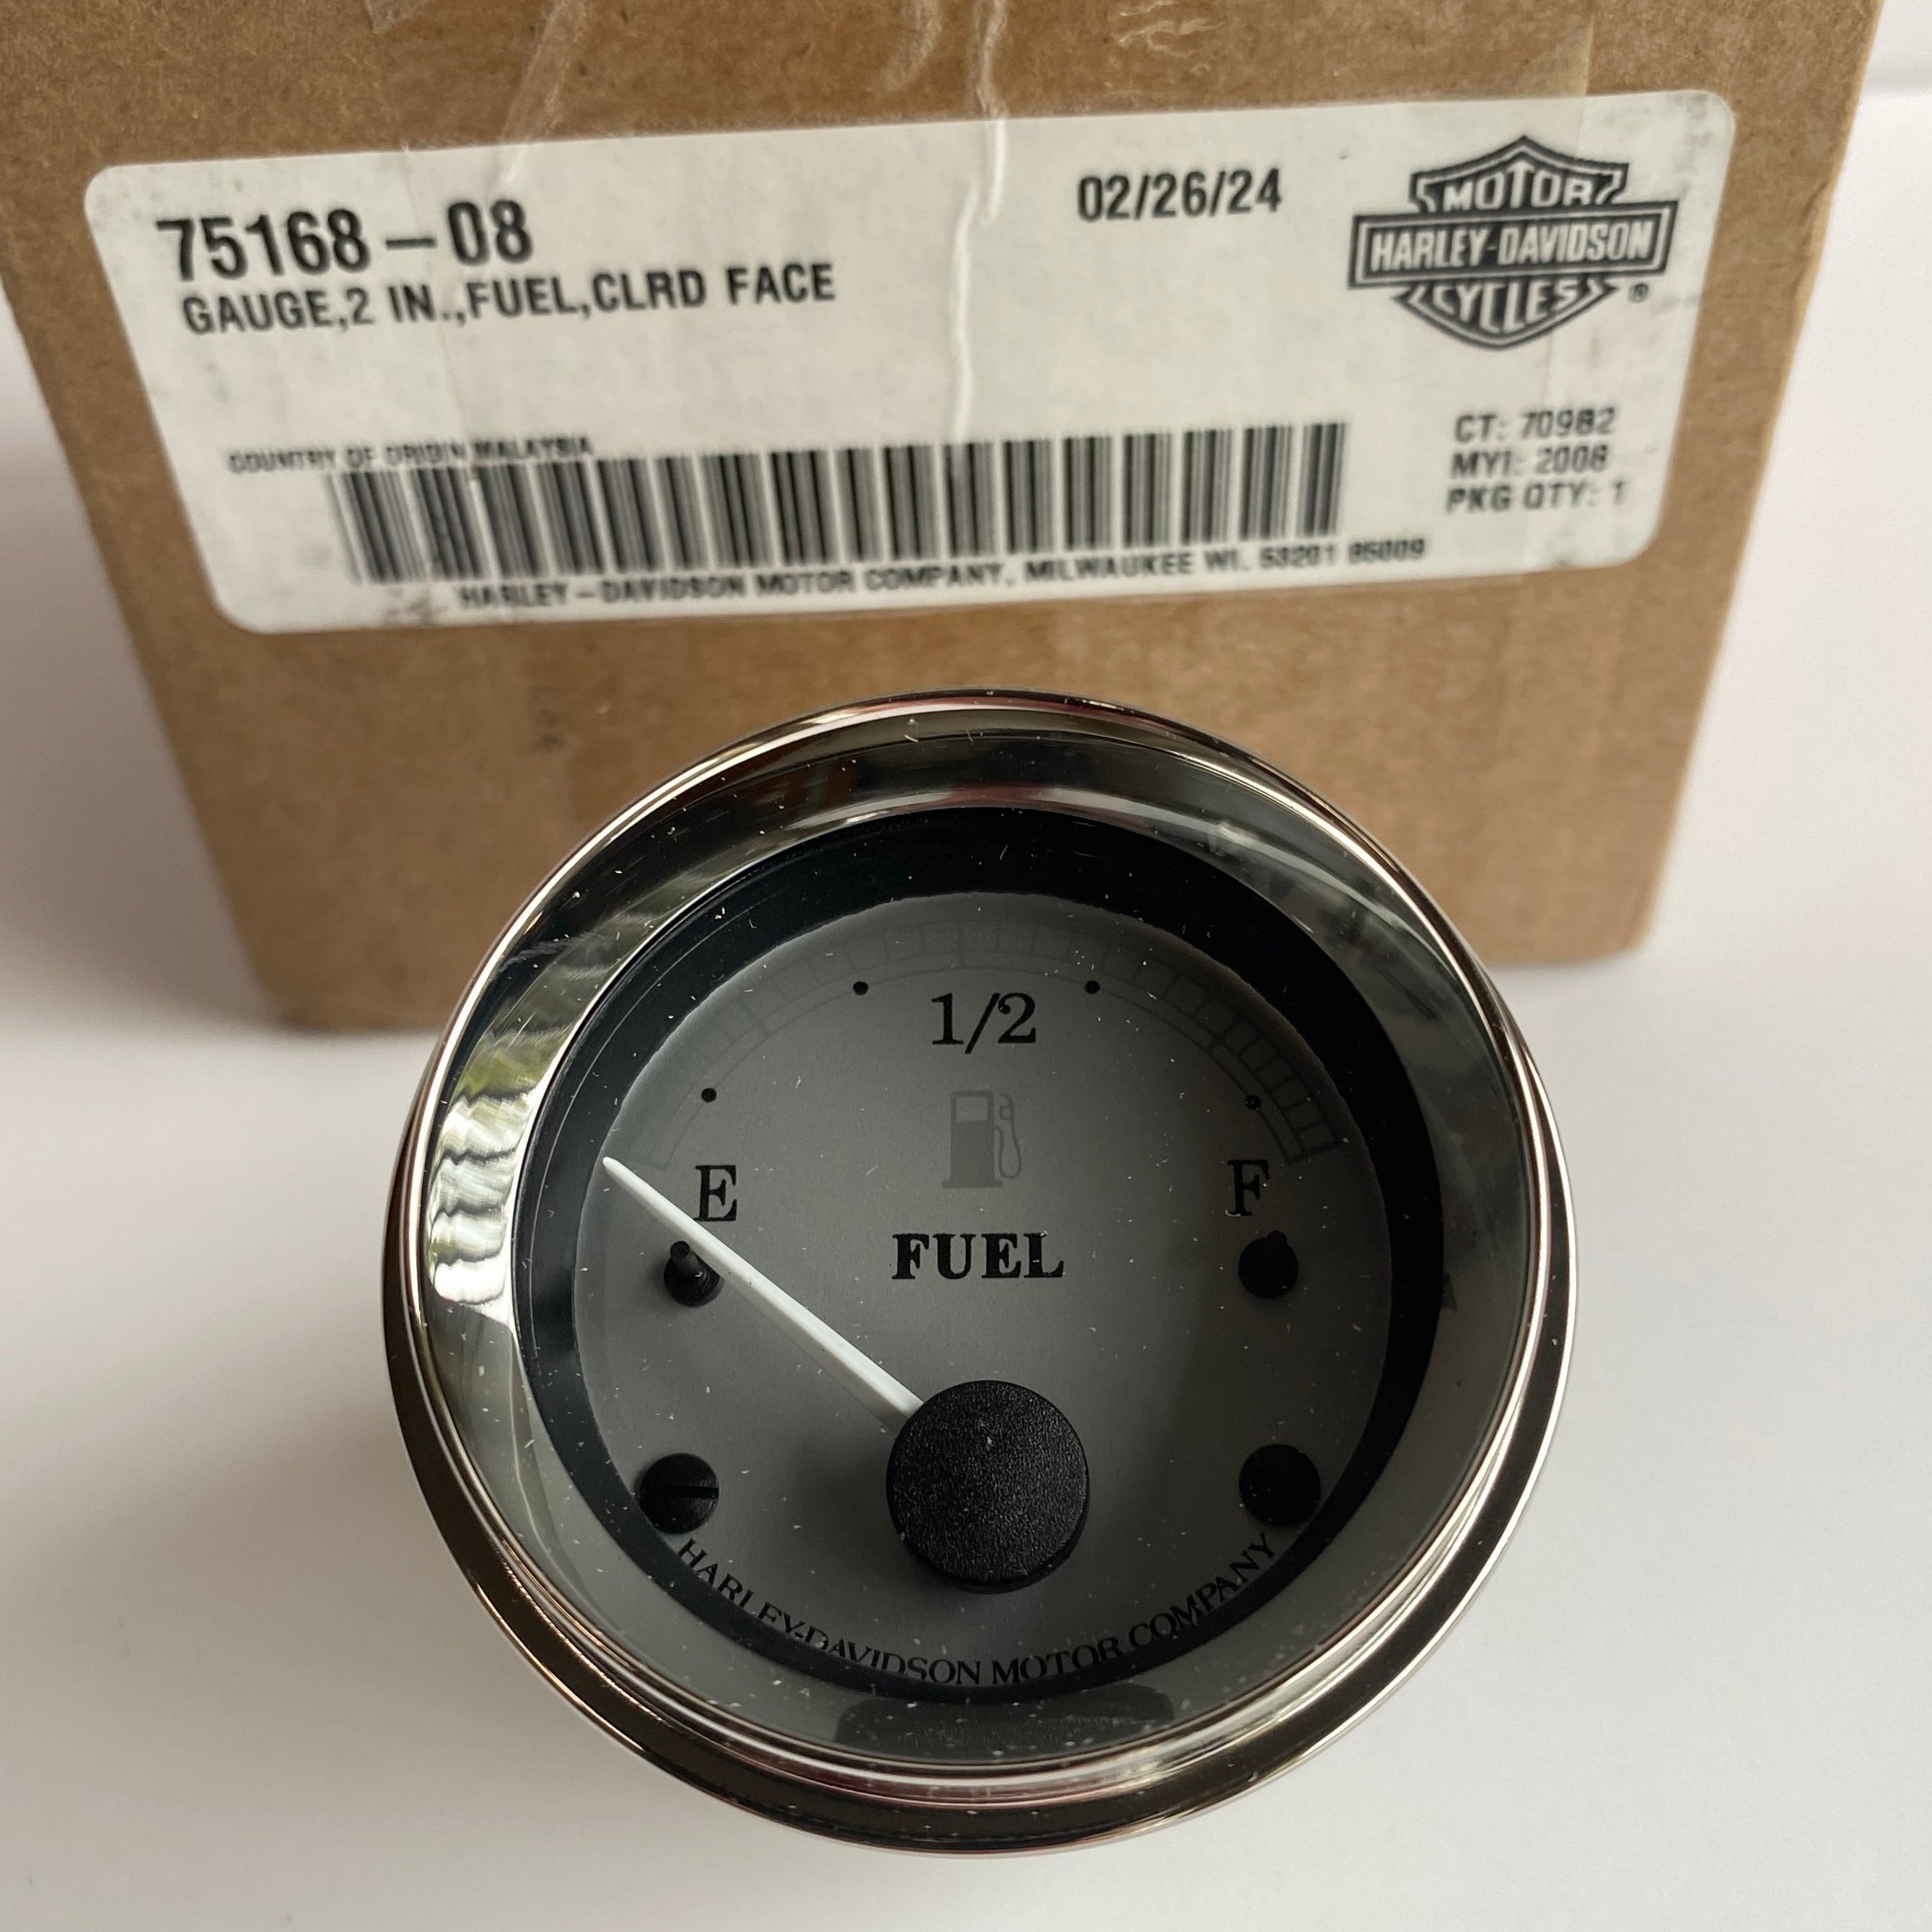 75168-08
GAUGE,2 IN.,FUEL,CLRD FACE
02/26/24
MOTOR
HARLEY-DAVIDSON
CYCLES
®
COUNTRY OF ORIGIN MALAYSIA
CT: 70982
MYI: 2008
PKG QTY: 1
HARLEY-DAVIDSON MOTOR COMPANY, MILWAUKEE WI. 53201 85009
1/2
E
F
FUEL
HARLEY-DAVIDSON MOTOR COMPANY